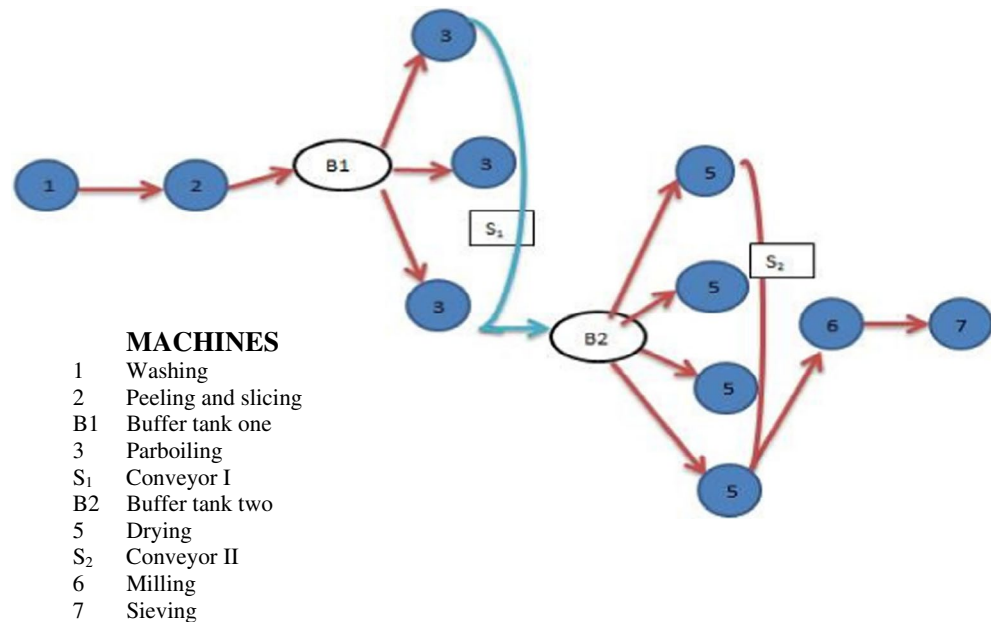 3
B1
3
1
2
5
S₁
3
S₂
5
6
7
B2
5
5
MACHINES
1 Washing
2 Peeling and slicing
B1 Buffer tank one
3 Parboiling
S₁ Conveyor I
B2 Buffer tank two
5 Drying
S₂ Conveyor II
6 Milling
7 Sieving